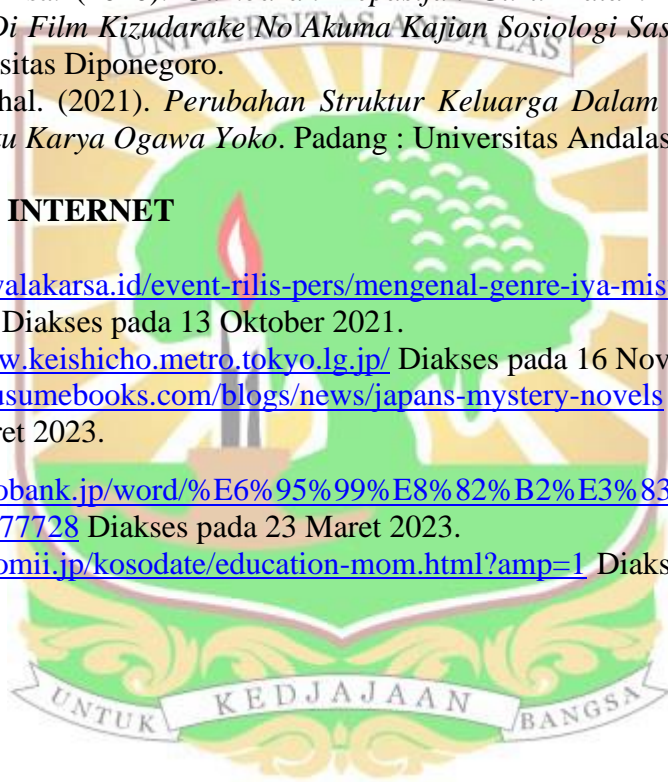 Di Film Kizudarake No Akuma Kajian Sosiologi Sas
UNIVERSITAS ANDALAS
sitas Diponegoro.
hal. (2021). Perubahan Struktur Keluarga Dalam
u Karya Ogawa Yoko. Padang : Universitas Andalas
INTERNET
valakarsa.id/event-rilis-pers/mengenal-genre-iya-mis
Diakses pada 13 Oktober 2021.
w.keishicho.metro.tokyo.lg.jp/ Diakses pada 16 Nov
usumebooks.com/blogs/news/japans-mystery-novels
ret 2023.
obank.jp/word/%E6%95%99%E8%82%B2%E3%83
77728 Diakses pada 23 Maret 2023.
omii.jp/kosodate/education-mom.html?amp=1 Diaks
UNTUK KEDJAJAAN BANGSA